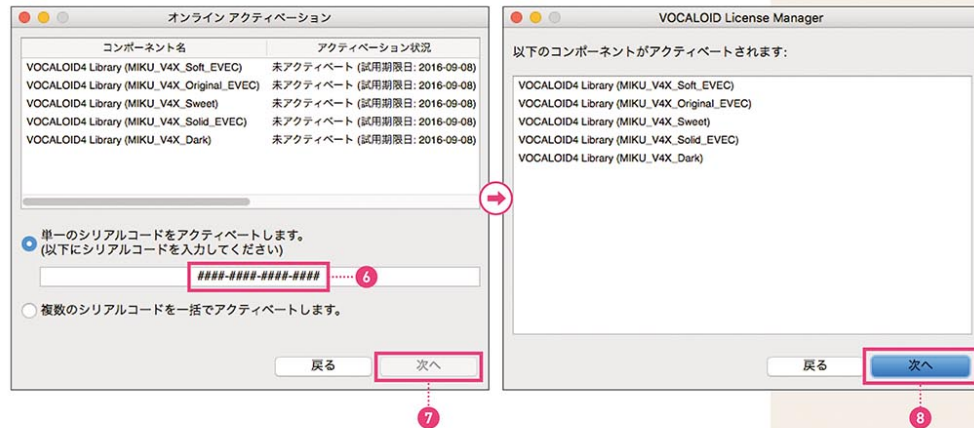 オンライン アクティベーション
コンポーネント名 アクティベーション状況
VOCALOID4 Library (MIKU_V4X_Soft_EVEC) 未アクティベート (試用期限日: 2016-09-08)
VOCALOID4 Library (MIKU_V4X_Original_EVEC) 未アクティベート (試用期限日: 2016-09-08)
VOCALOID4 Library (MIKU_V4X_Sweet) 未アクティベート (試用期限日: 2016-09-08)
VOCALOID4 Library (MIKU_V4X_Solid_EVEC) 未アクティベート (試用期限日: 2016-09-08)
VOCALOID4 Library (MIKU_V4X_Dark) 未アクティベート (試用期限日: 2016-09-08)
単一のシリアルコードをアクティベートします。
(以下にシリアルコードを入力してください)
####-####-####-#### 6
複数のシリアルコードを一括でアクティベートします。
戻る 次へ
7
VOCALOID License Manager
以下のコンポーネントがアクティベートされます:
VOCALOID4 Library (MIKU_V4X_Soft_EVEC)
VOCALOID4 Library (MIKU_V4X_Original_EVEC)
VOCALOID4 Library (MIKU_V4X_Sweet)
VOCALOID4 Library (MIKU_V4X_Solid_EVEC)
VOCALOID4 Library (MIKU_V4X_Dark)
戻る 次へ
8